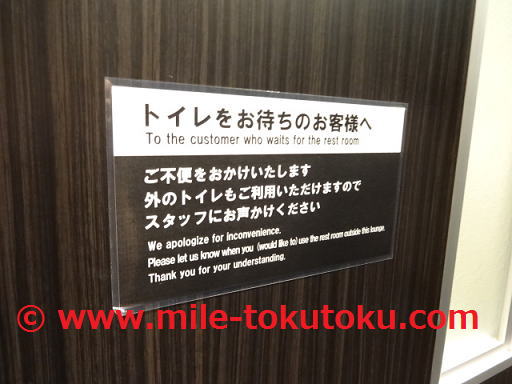 トイレをお待ちのお客様へ
To the customer who waits for the rest room
ご不便をおかけいたします
外のトイレもご利用いただけますので
スタッフにお声かけください
We apologize for inconvenience.
Please let us know when you (would like to) use the rest room outside this lounge.
Thank you for your understanding.
© www.mile-tokutoku.com